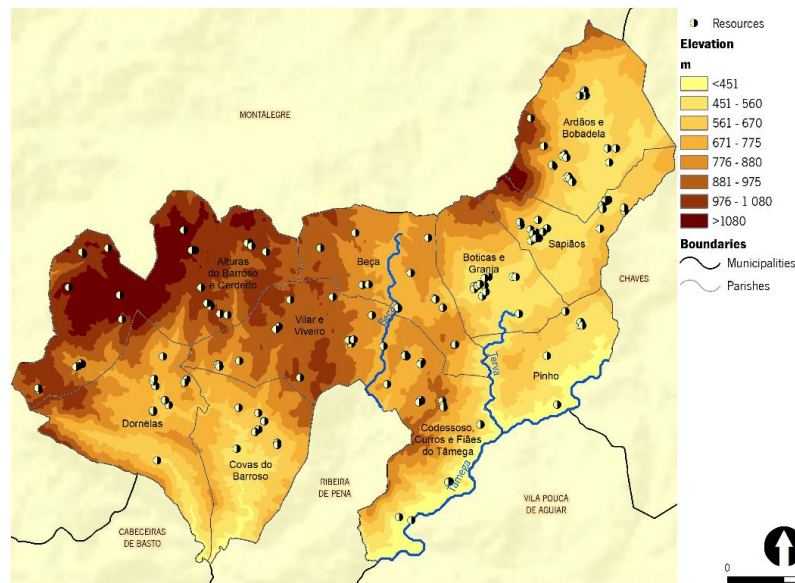 Resources
Elevation
m
<451
451 - 560
561 - 670
671 - 775
776 - 880
881 - 975
976 - 1 080
>1080
Boundaries
Municipalities
Parishes
MONTALEGRE
Ardãos e
Bobadela
Alturas
do Barroso
e Cerdedo
Beça
Boticas e
Granja
Sapiãos
CHAVES
Vilar e
Viveiro
Beça
Terva
Pinho
Dornelas
Codessoso,
Curros e Fiães
do Tâmega
Covas do
Barroso
Tâmega
RIBEIRA
DE PENA
VILA POUCA
DE AGUIAR
CABECEIRAS
DE BASTO
0